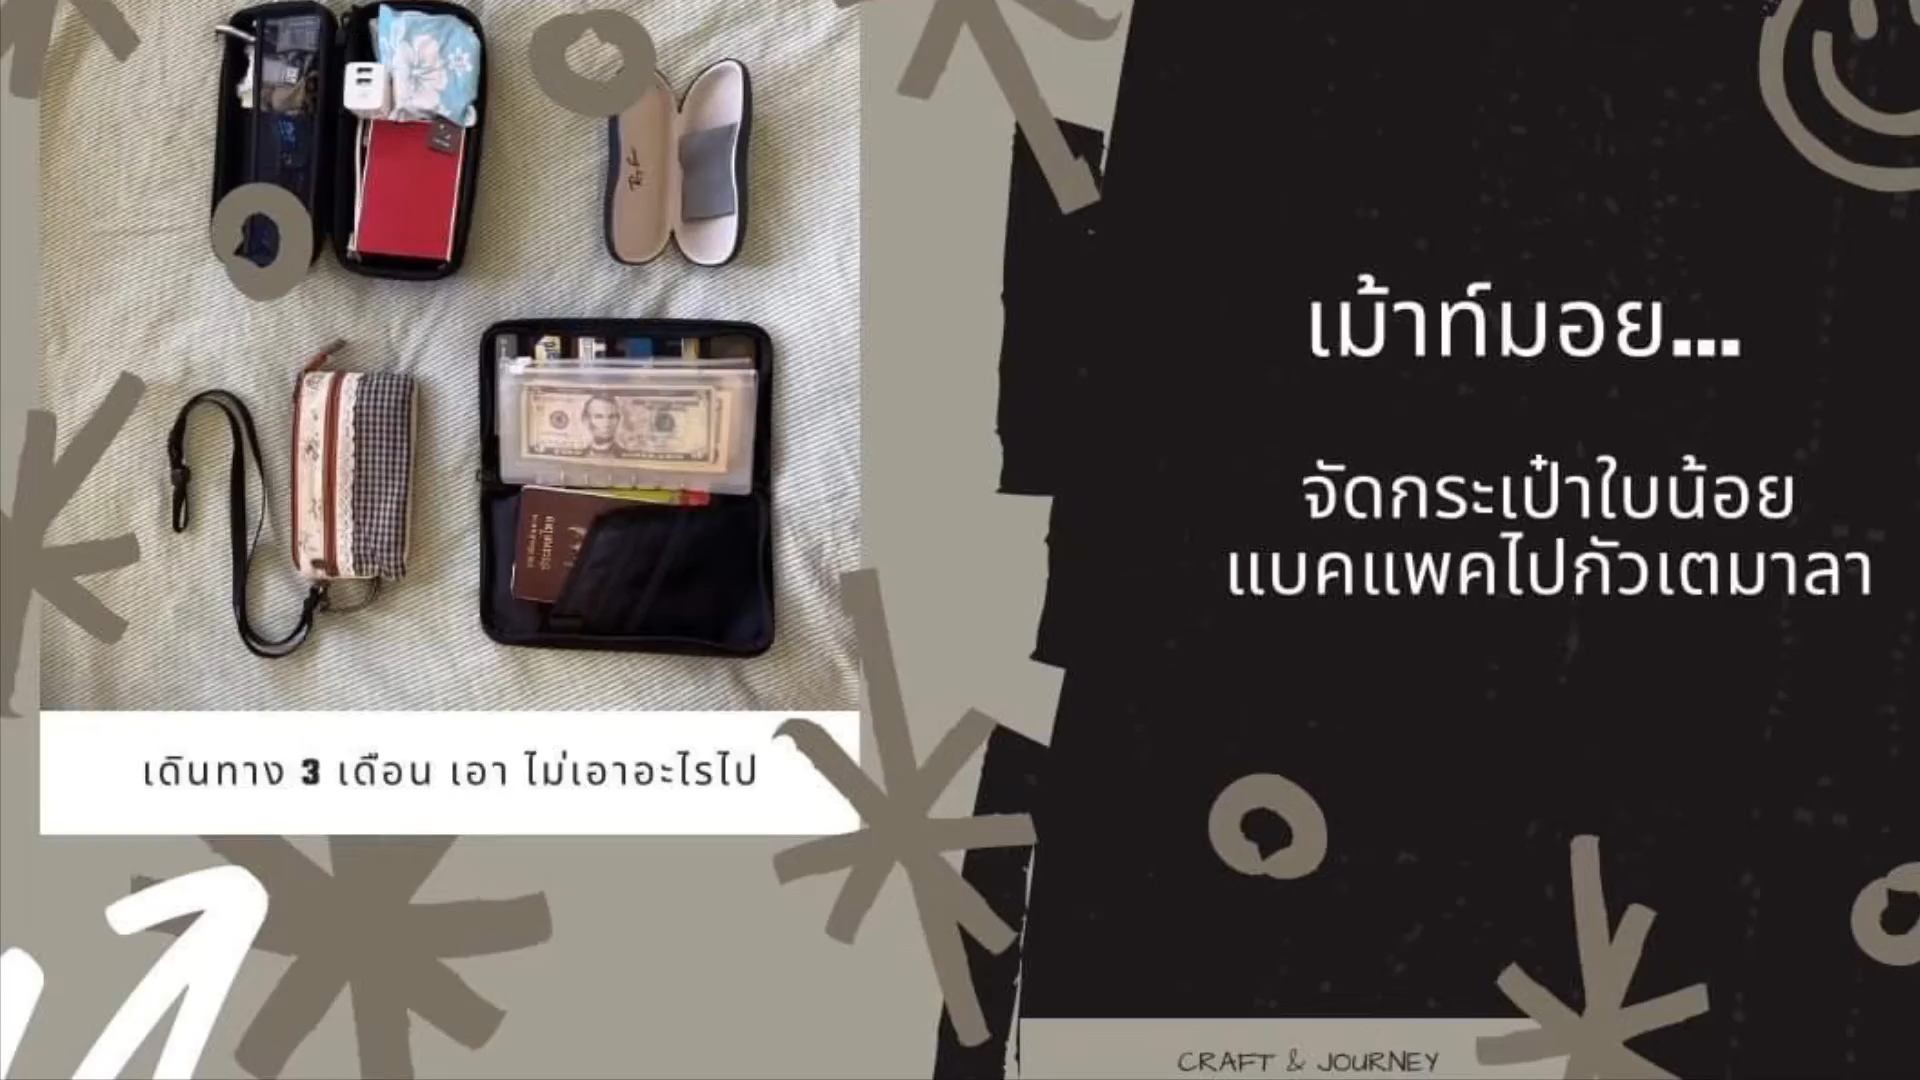 เม้าท์มอย...
จัดกระเป๋าใบน้อย
แบคแพคไปกัวเตมาลา
เดินทาง 3 เดือน เอา ไม่เอาอะไรไป
CRAFT & JOURNEY
Ray-Ban